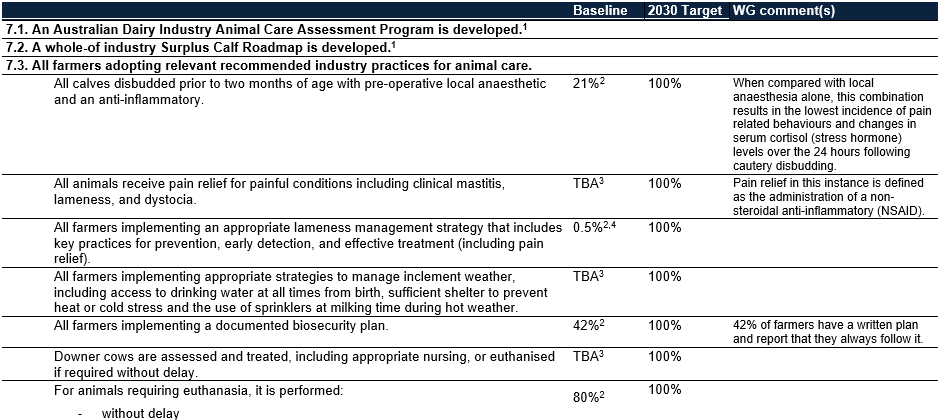 Baseline 2030 Target WG comment(s)
7.1. An Australian Dairy Industry Animal Care Assessment Program is developed.¹
7.2. A whole-of industry Surplus Calf Roadmap is developed.¹
7.3. All farmers adopting relevant recommended industry practices for animal care.
All calves disbudded prior to two months of age with pre-operative local anaesthetic
and an anti-inflammatory.
21%²
100%
When compared with local
anaesthesia alone, this combination
results in the lowest incidence of pain
related behaviours and changes in
serum cortisol (stress hormone)
levels over the 24 hours following
cautery disbudding.
All animals receive pain relief for painful conditions including clinical mastitis,
lameness, and dystocia.
TBA³
100%
Pain relief in this instance is defined
as the administration of a non-
steroidal anti-inflammatory (NSAID).
All farmers implementing an appropriate lameness management strategy that includes
key practices for prevention, early detection, and effective treatment (including pain
relief).
0.5%²,⁴
100%
All farmers implementing appropriate strategies to manage inclement weather,
including access to drinking water at all times from birth, sufficient shelter to prevent
heat or cold stress and the use of sprinklers at milking time during hot weather.
TBA³
100%
All farmers implementing a documented biosecurity plan.
42%²
100%
42% of farmers have a written plan
and report that they always follow it.
Downer cows are assessed and treated, including appropriate nursing, or euthanised
if required without delay.
TBA³
100%
For animals requiring euthanasia, it is performed:
- without delay
80%²
100%